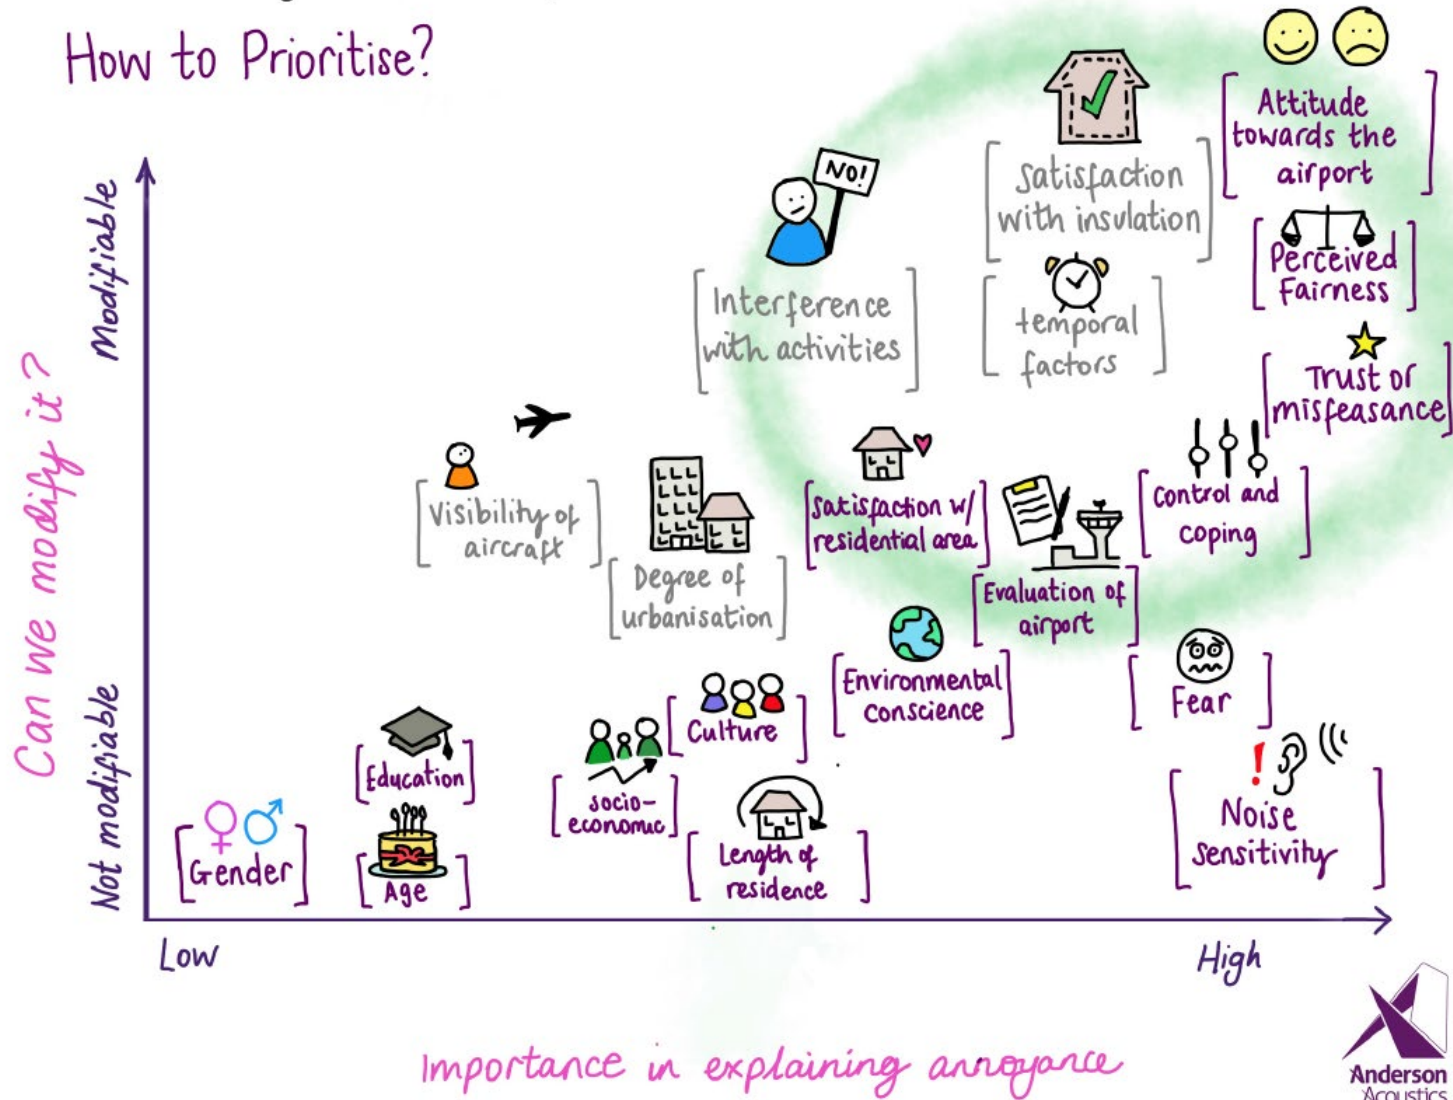 How to Prioritise?
Can we modify it?
Modifiable
Not modifiable
NO!
Interference
with activities
Satisfaction
with insulation
temporal
factors
Attitude
towards the
airport
Perceived
Fairness
Trust or
misfeasance
Visibility of
aircraft
Degree of
urbanisation
Satisfaction w/
residential area
Evaluation of
airport
Control and
coping
Environmental
conscience
Fear
Culture
Education
Socio-
economic
Length of
residence
Noise
Sensitivity
Gender
Age
Low
High
Importance in explaining annoyance
Anderson
Acoustics